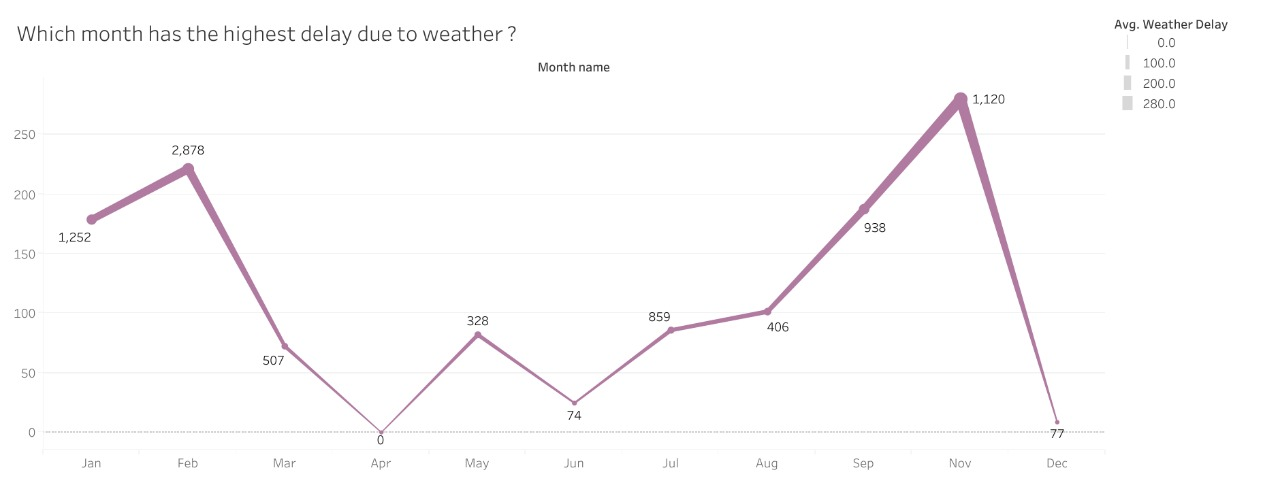 Which month has the highest delay due to weather ?
Avg. Weather Delay
0.0
100.0
200.0
280.0
Month name
250
200
150
100
50
0
1,252
2,878
507
0
328
74
859
406
938
1,120
77
Jan
Feb
Mar
Apr
May
Jun
Jul
Aug
Sep
Nov
Dec